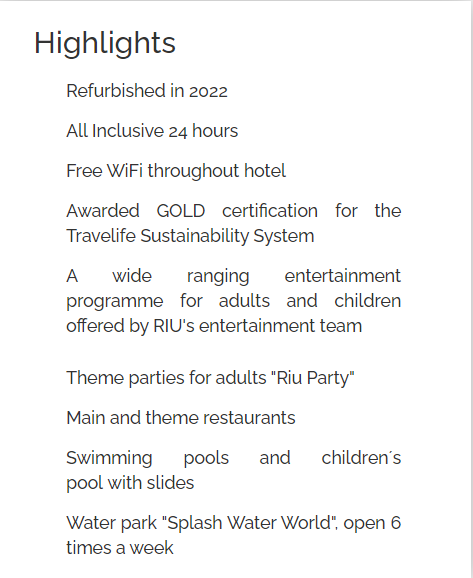 Highlights
Refurbished in 2022
All Inclusive 24 hours
Free WiFi throughout hotel
Awarded GOLD certification for the
Travelife Sustainability System
A wide ranging entertainment
programme for adults and children
offered by RIU's entertainment team
Theme parties for adults "Riu Party"
Main and theme restaurants
Swimming pools and children´s
pool with slides
Water park "Splash Water World", open 6
times a week